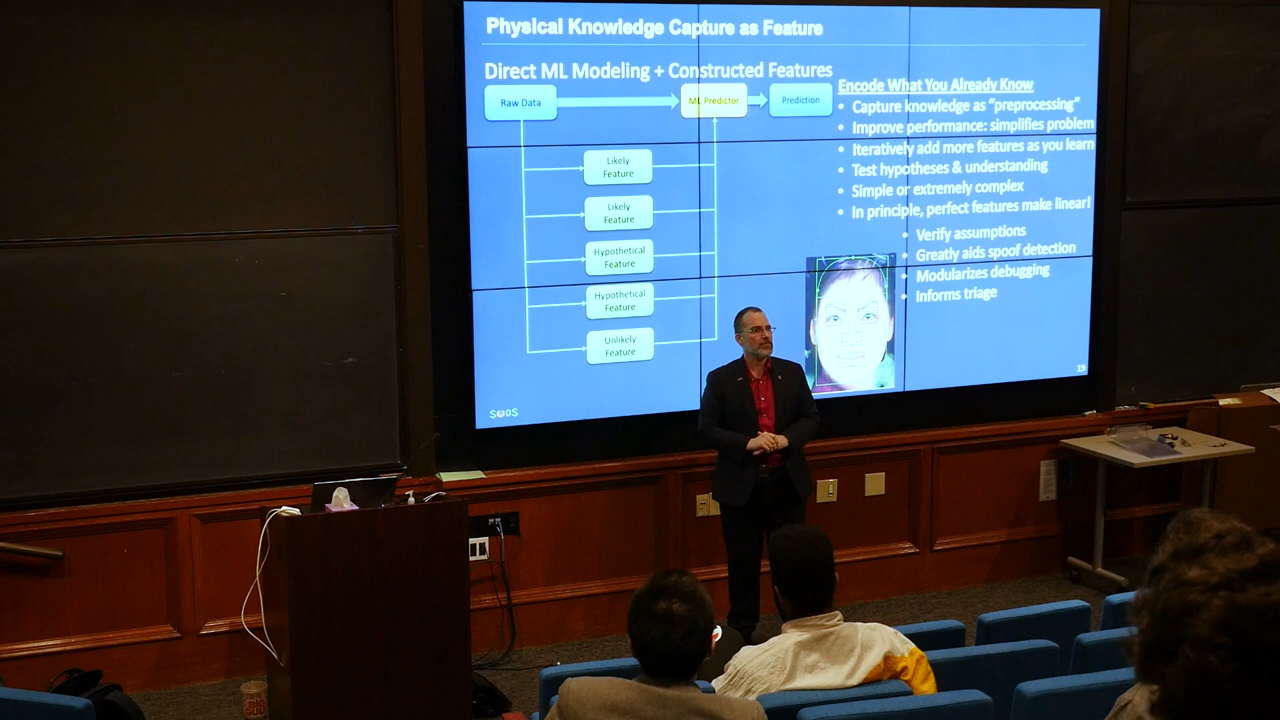 Physical Knowledge Capture as Feature
Direct ML Modeling + Constructed Features
Raw Data
ML Predictor
Prediction
Likely
Feature
Likely
Feature
Hypothetical
Feature
Hypothetical
Feature
Unlikely
Feature
Encode What You Already Know
• Capture knowledge as "preprocessing"
• Improve performance: simplifies problem
• Iteratively add more features as you learn
• Test hypotheses & understanding
• Simple or extremely complex
• In principle, perfect features make linear!
• Verify assumptions
• Greatly aids spoof detection
• Modularizes debugging
• Informs triage
19